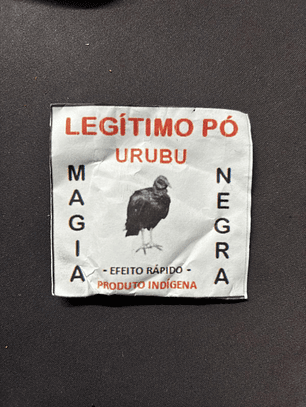 LEGÍTIMO PÓ
URUBU
MAGIA
NEGRA
- EFEITO RÁPIDO -
PRODUTO INDÍGENA